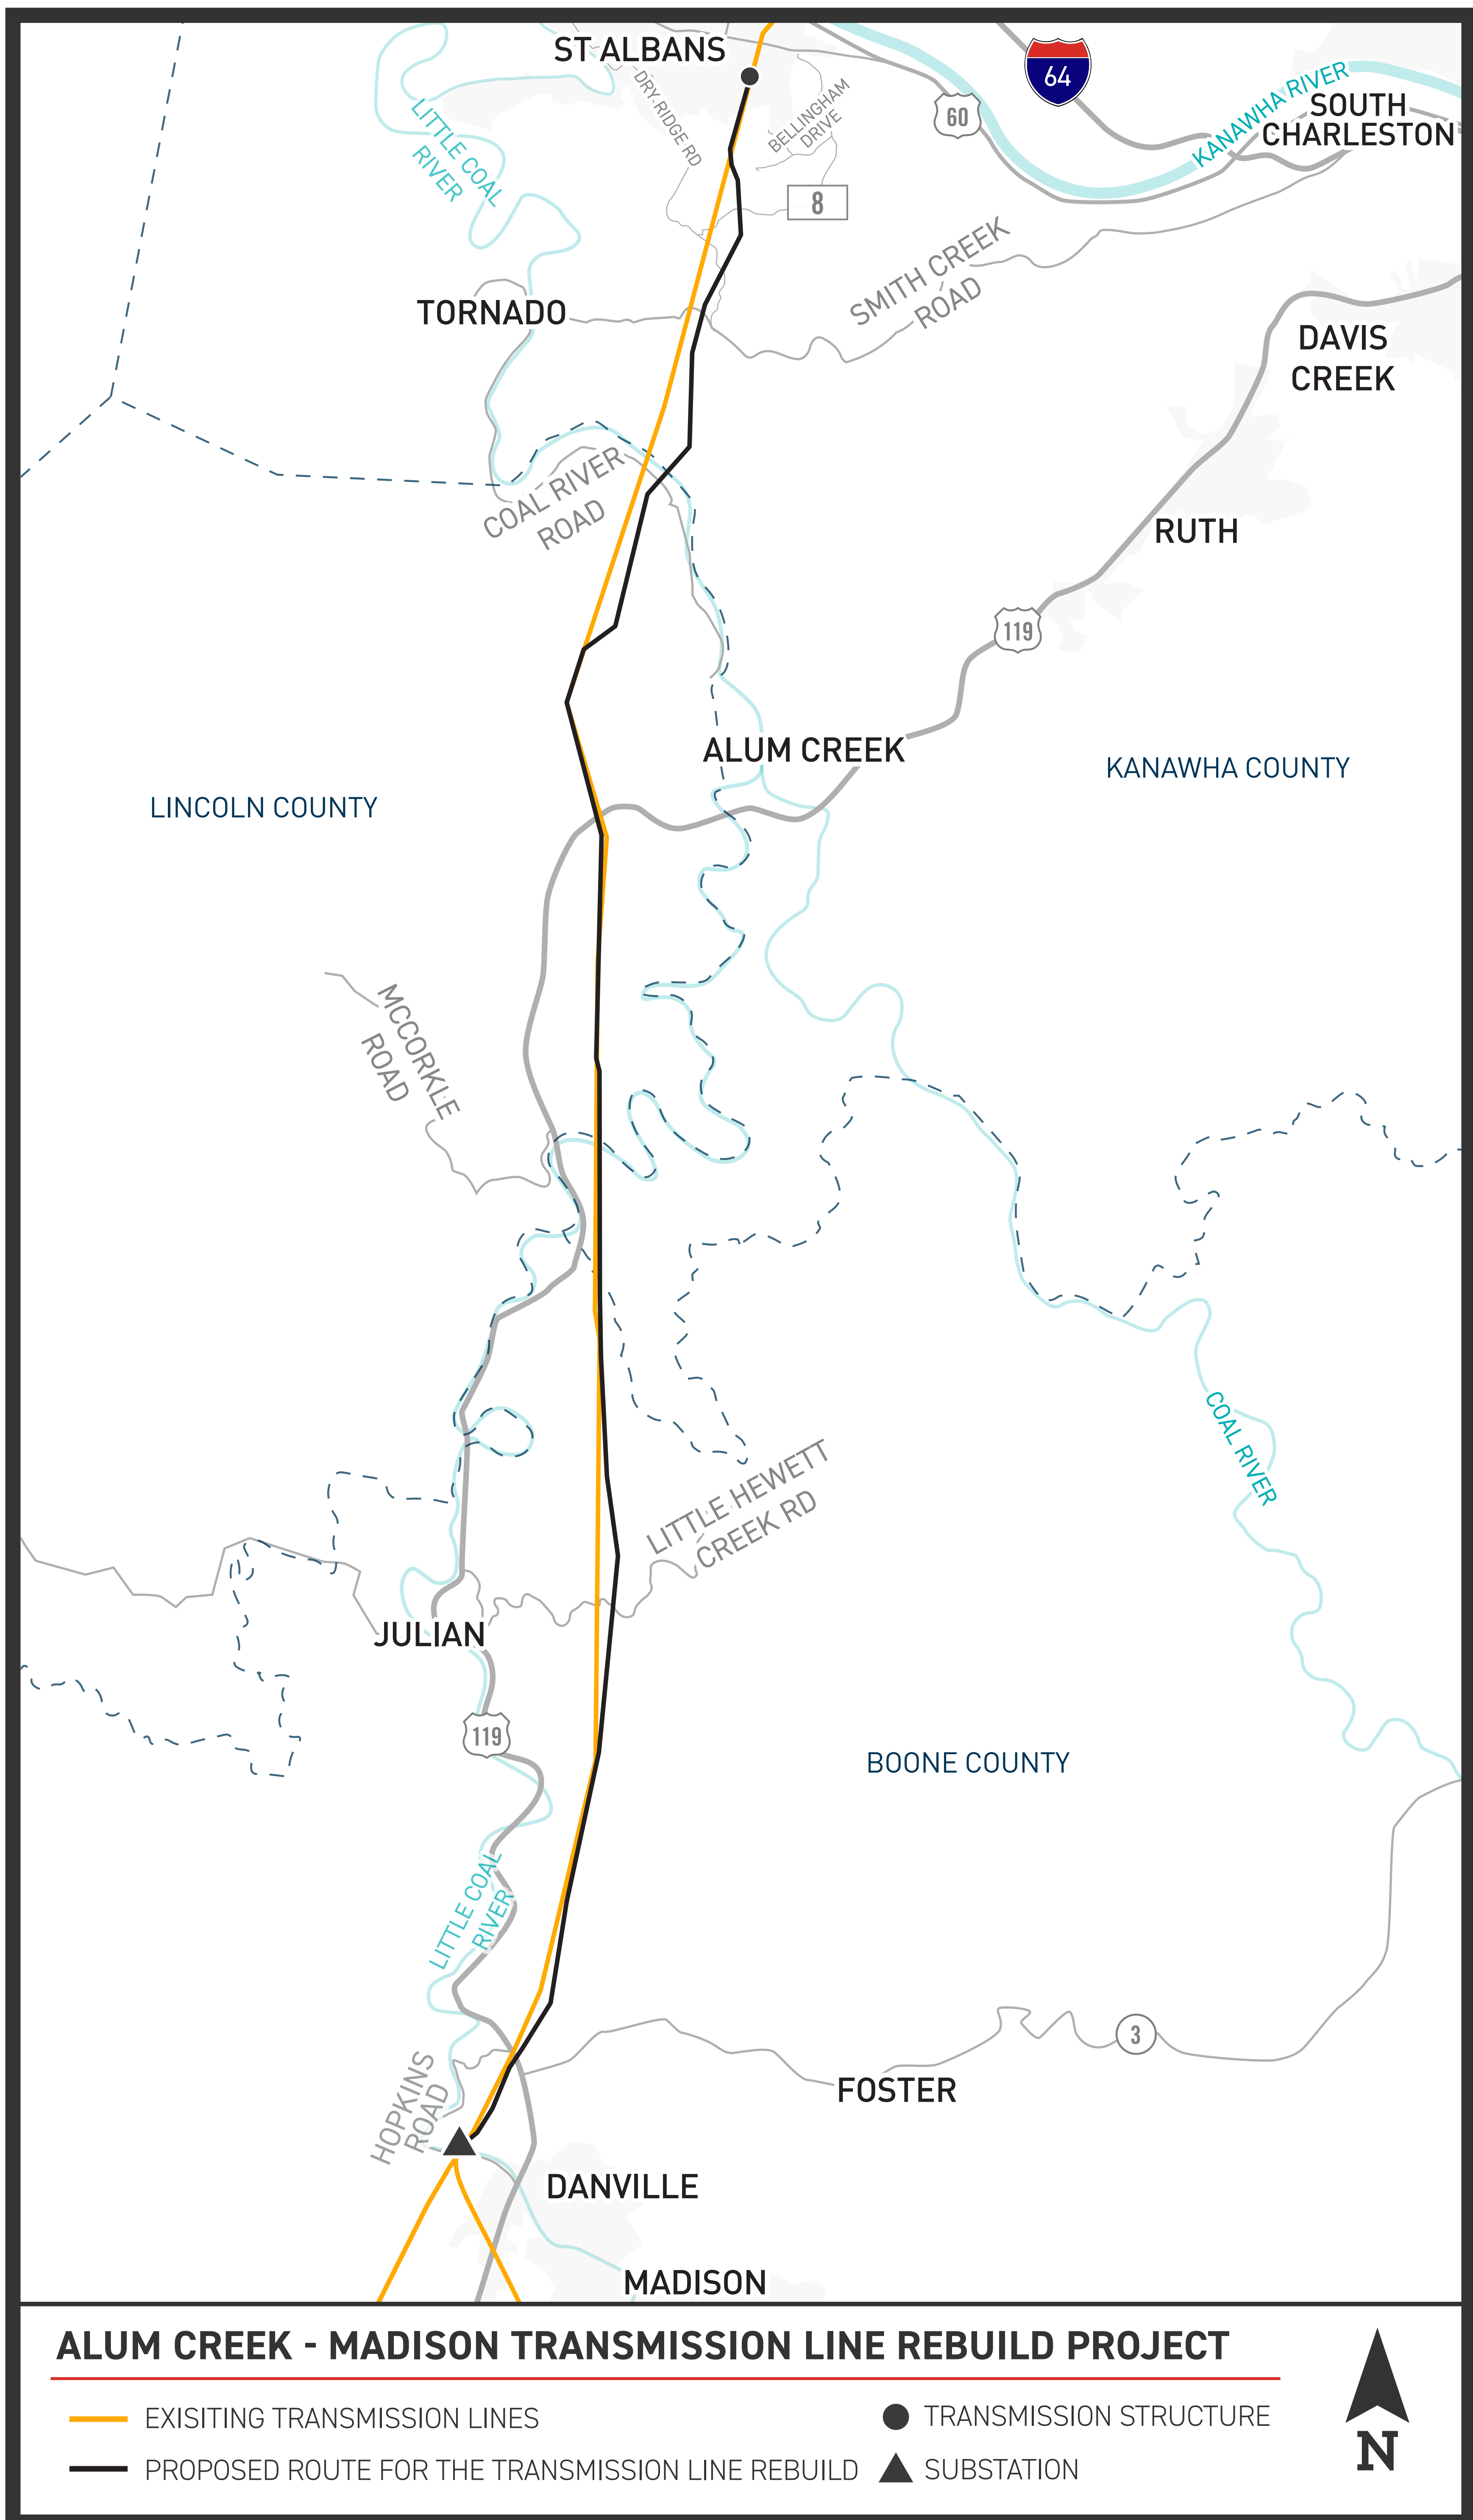 ST ALBANS
64
DRY RIDGE RD
BELLINGHAM
DRIVE
60
KANAWHA RIVER
SOUTH
CHARLESTON
LITTLE COAL
RIVER
8
SMITH CREEK
ROAD
TORNADO
DAVIS
CREEK
COAL RIVER
ROAD
RUTH
119
ALUM CREEK
KANAWHA COUNTY
LINCOLN COUNTY
MCCORKLE
ROAD
COAL RIVER
LITTLE HEWETT
CREEK RD
JULIAN
119
BOONE COUNTY
LITTLE COAL
RIVER
3
HOPKINS
ROAD
FOSTER
DANVILLE
MADISON
ALUM CREEK - MADISON TRANSMISSION LINE REBUILD PROJECT
EXISITING TRANSMISSION LINES
TRANSMISSION STRUCTURE
PROPOSED ROUTE FOR THE TRANSMISSION LINE REBUILD
SUBSTATION
N